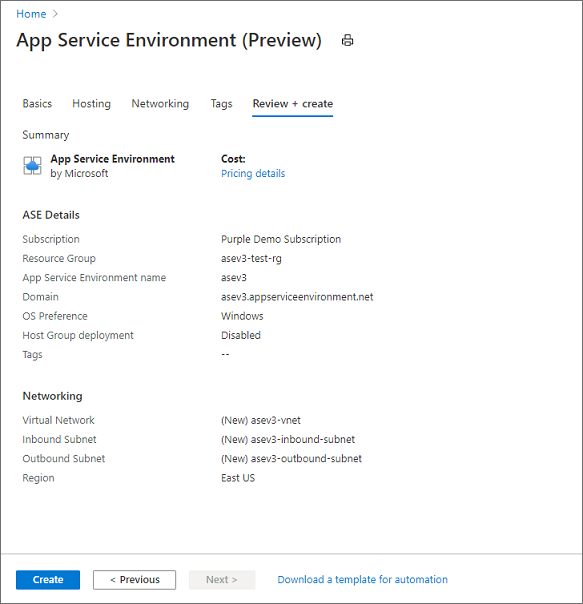 Home >
App Service Environment (Preview)
Basics Hosting Networking Tags Review + create
Summary
App Service Environment Cost:
by Microsoft Pricing details
ASE Details
Subscription Purple Demo Subscription
Resource Group asev3-test-rg
App Service Environment name asev3
Domain asev3.appserviceenvironment.net
OS Preference Windows
Host Group deployment Disabled
Tags --
Networking
Virtual Network (New) asev3-vnet
Inbound Subnet (New) asev3-inbound-subnet
Outbound Subnet (New) asev3-outbound-subnet
Region East US
Create < Previous Next > Download a template for automation